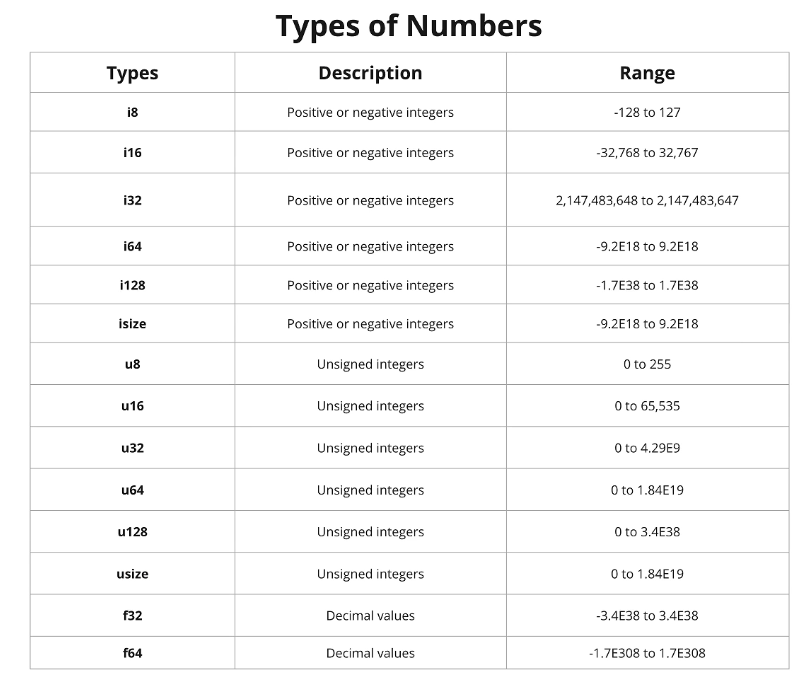 Types of Numbers
Types Description Range
i8 Positive or negative integers -128 to 127
i16 Positive or negative integers -32,768 to 32,767
i32 Positive or negative integers 2,147,483,648 to 2,147,483,647
i64 Positive or negative integers -9.2E18 to 9.2E18
i128 Positive or negative integers -1.7E38 to 1.7E38
isize Positive or negative integers -9.2E18 to 9.2E18
u8 Unsigned integers 0 to 255
u16 Unsigned integers 0 to 65,535
u32 Unsigned integers 0 to 4.29E9
u64 Unsigned integers 0 to 1.84E19
u128 Unsigned integers 0 to 3.4E38
usize Unsigned integers 0 to 1.84E19
f32 Decimal values -3.4E38 to 3.4E38
f64 Decimal values -1.7E308 to 1.7E308